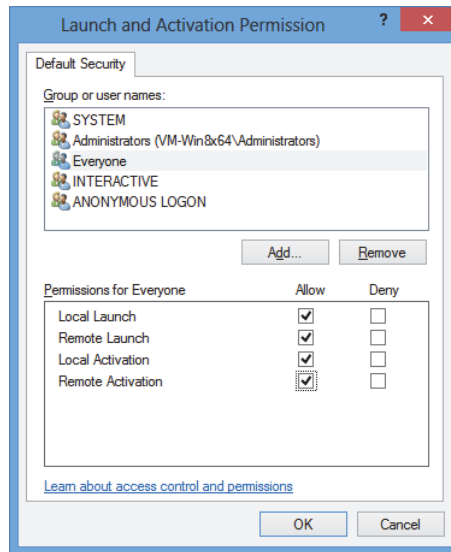 Launch and Activation Permission ?
Default Security
Group or user names:
SYSTEM
Administrators (VM-Win8x64\Administrators)
Everyone
INTERACTIVE
ANONYMOUS LOGON
Add... Remove
Permissions for Everyone Allow Deny
Local Launch
Remote Launch
Local Activation
Remote Activation
Learn about access control and permissions
OK Cancel